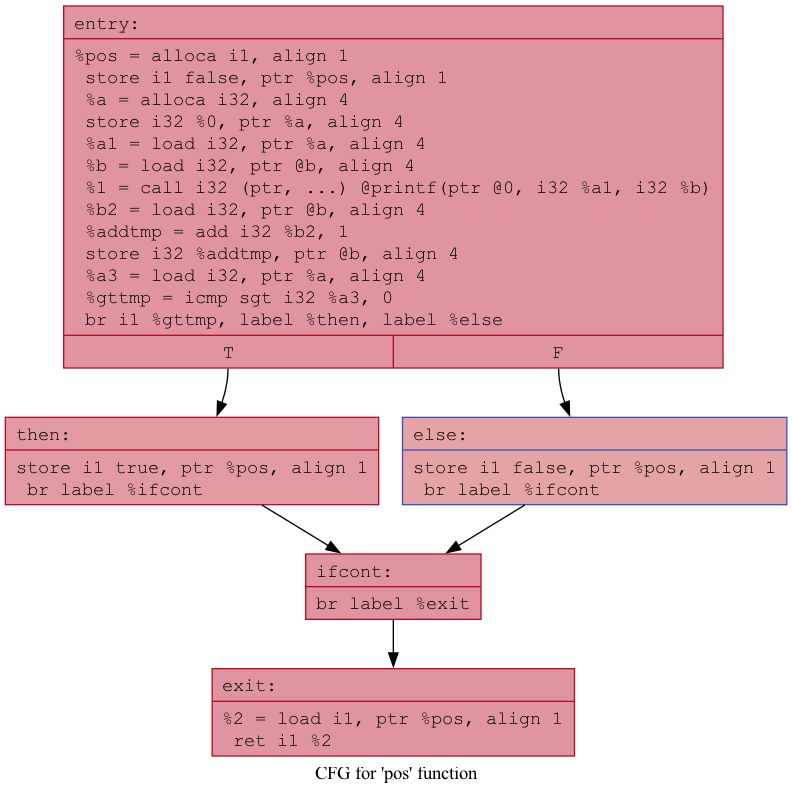 entry:
%pos = alloca i1, align 1
store i1 false, ptr %pos, align 1
%a = alloca i32, align 4
store i32 %0, ptr %a, align 4
%a1 = load i32, ptr %a, align 4
%b = load i32, ptr @b, align 4
%1 = call i32 (ptr, ...) @printf(ptr @0, i32 %a1, i32 %b)
%b2 = load i32, ptr @b, align 4
%addtmp = add i32 %b2, 1
store i32 %addtmp, ptr @b, align 4
%a3 = load i32, ptr %a, align 4
%gttmp = icmp sgt i32 %a3, 0
br i1 %gttmp, label %then, label %else
T
F
then:
store i1 true, ptr %pos, align 1
br label %ifcont
else:
store i1 false, ptr %pos, align 1
br label %ifcont
ifcont:
br label %exit
exit:
%2 = load i1, ptr %pos, align 1
ret i1 %2
CFG for 'pos' function